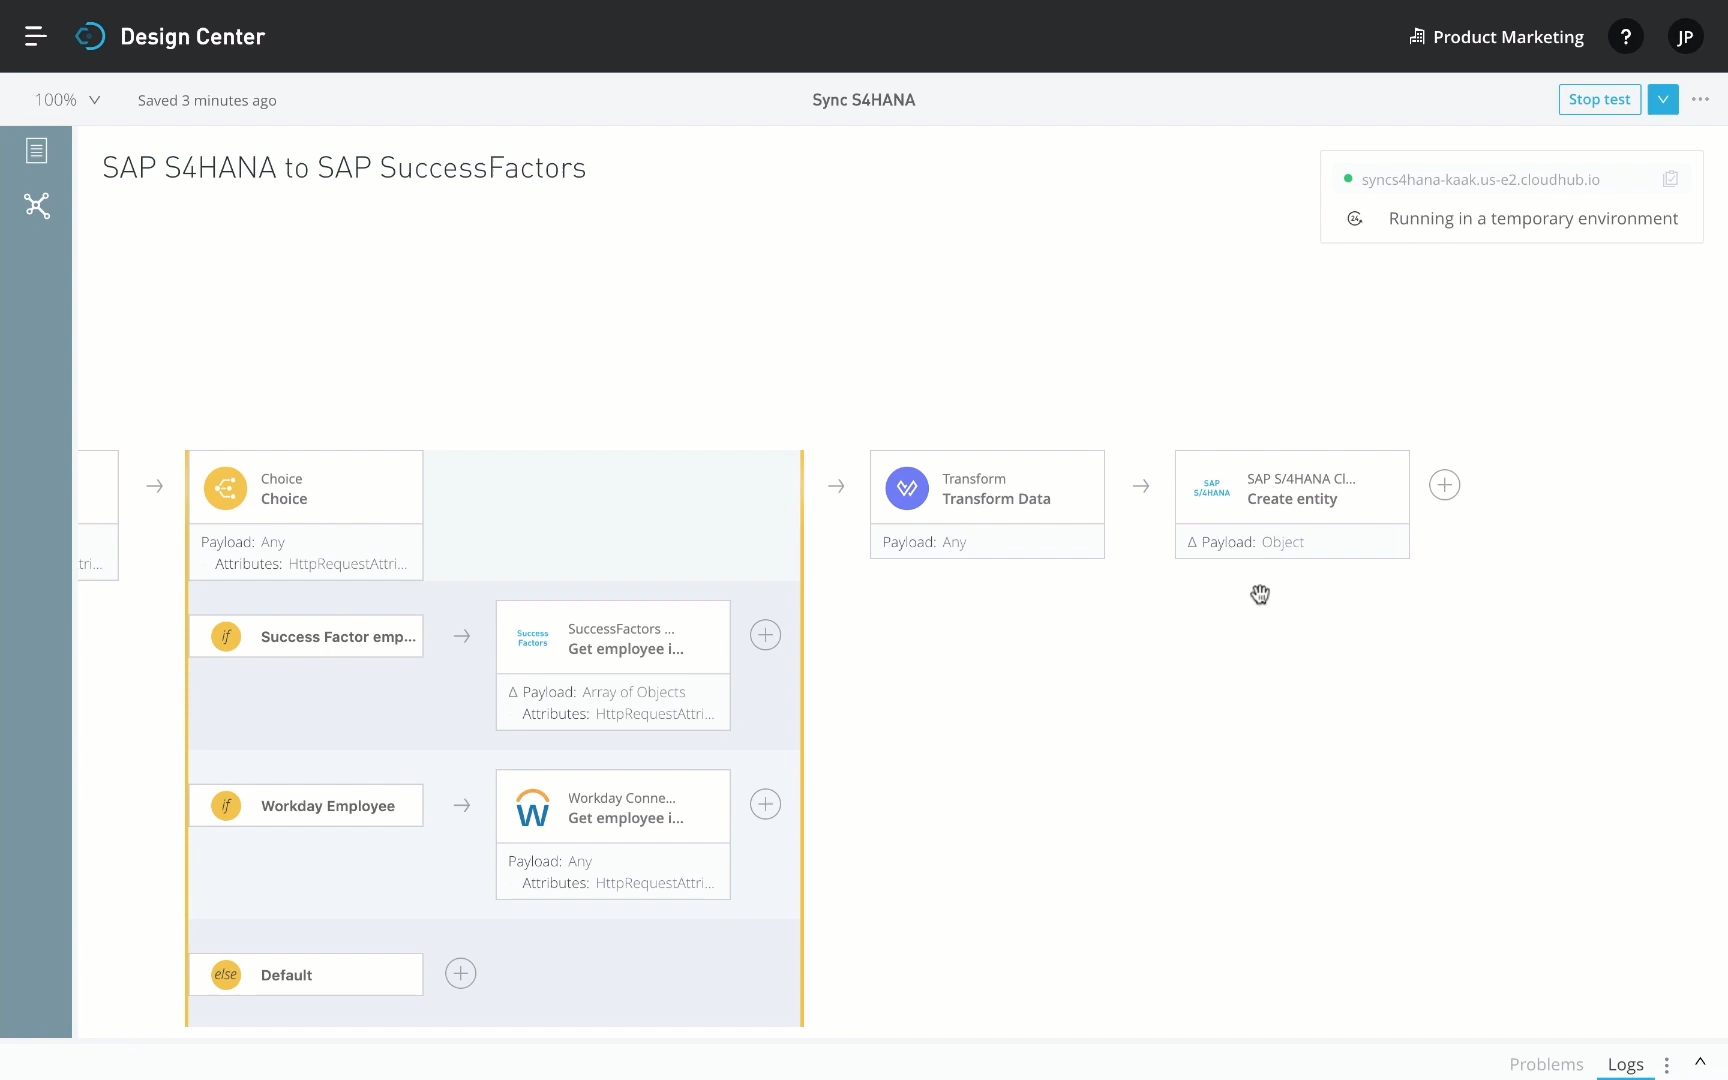 Design Center
Product Marketing
?
JP
100%
Saved 3 minutes ago
Sync S4HANA
Stop test
SAP S4HANA to SAP SuccessFactors
syncs4hana-kaak.us-e2.cloudhub.io
24
Running in a temporary environment
tri...
Choice
Choice
Payload: Any
Attributes: HttpRequestAttri...
Transform
Transform Data
Payload: Any
SAP
S/4HANA
SAP S/4HANA Cl...
Create entity
Δ Payload: Object
if
Success Factor emp...
Success
Factors
SuccessFactors ...
Get employee i...
Δ Payload: Array of Objects
Attributes: HttpRequestAttri...
if
Workday Employee
W
Workday Conne...
Get employee i...
Payload: Any
Attributes: HttpRequestAttri...
else
Default
Problems
Logs